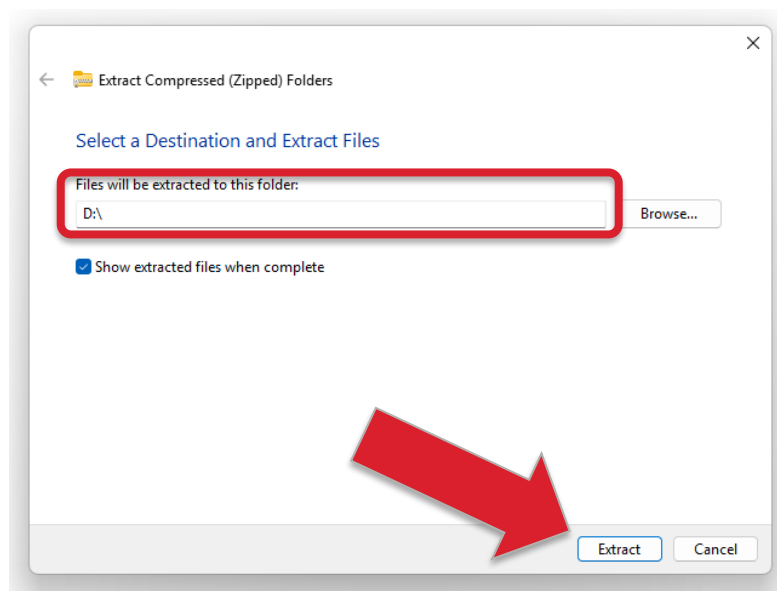 Extract Compressed (Zipped) Folders
Select a Destination and Extract Files
Files will be extracted to this folder:
D:\
Browse...
Show extracted files when complete
Extract
Cancel